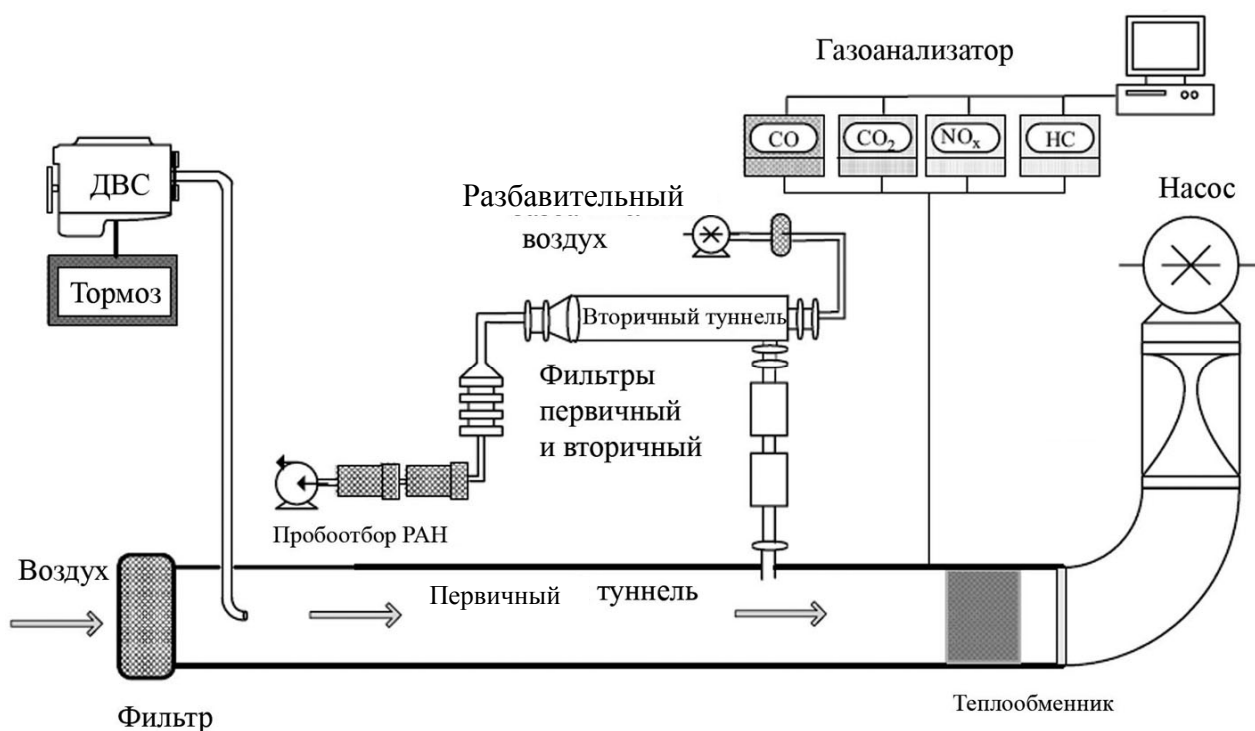 Газоанализатор
CO
CO₂
NOₓ
HC
ДВС
Тормоз
Разбавительный
воздух
Насос
Вторичный туннель
Фильтры
первичный
и вторичный
Пробоотбор PAH
Воздух
Первичный туннель
Фильтр
Теплообменник